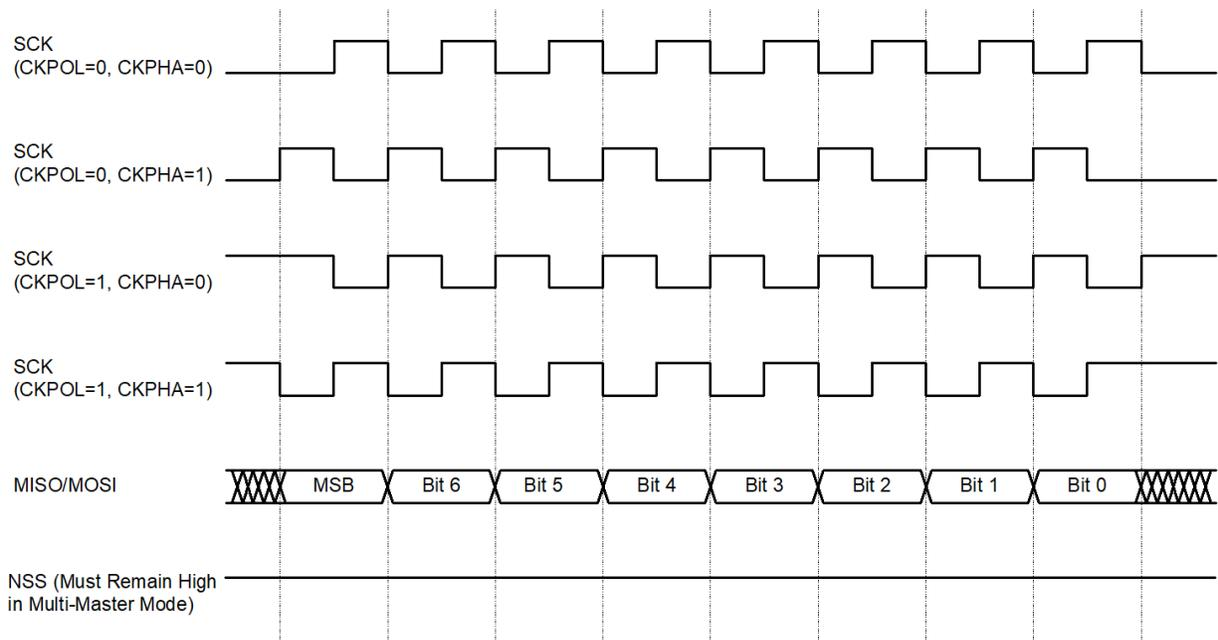 SCK
(CKPOL=0, CKPHA=0)
SCK
(CKPOL=0, CKPHA=1)
SCK
(CKPOL=1, CKPHA=0)
SCK
(CKPOL=1, CKPHA=1)
MISO/MOSI MSB Bit 6 Bit 5 Bit 4 Bit 3 Bit 2 Bit 1 Bit 0
NSS (Must Remain High
in Multi-Master Mode)